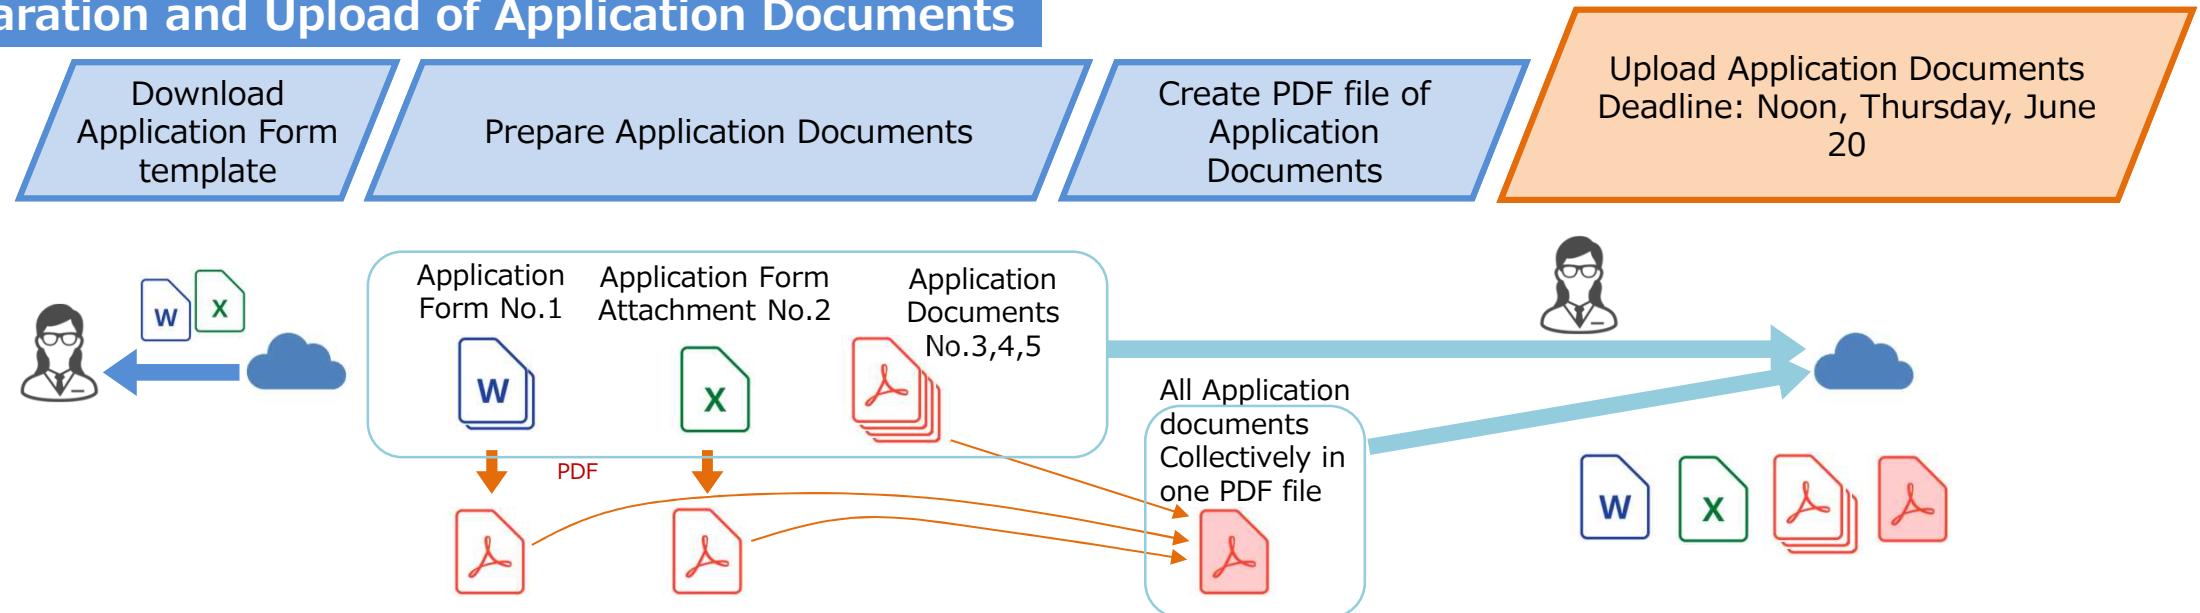 aration and Upload of Application Documents
Download
Application Form
template
Prepare Application Documents
Create PDF file of
Application
Documents
Upload Application Documents
Deadline: Noon, Thursday, June
20
W
X
Application
Form No.1
Application Form
Attachment No.2
Application
Documents
No.3,4,5
W
X
PDF
All Application
documents
Collectively in
one PDF file
W
X